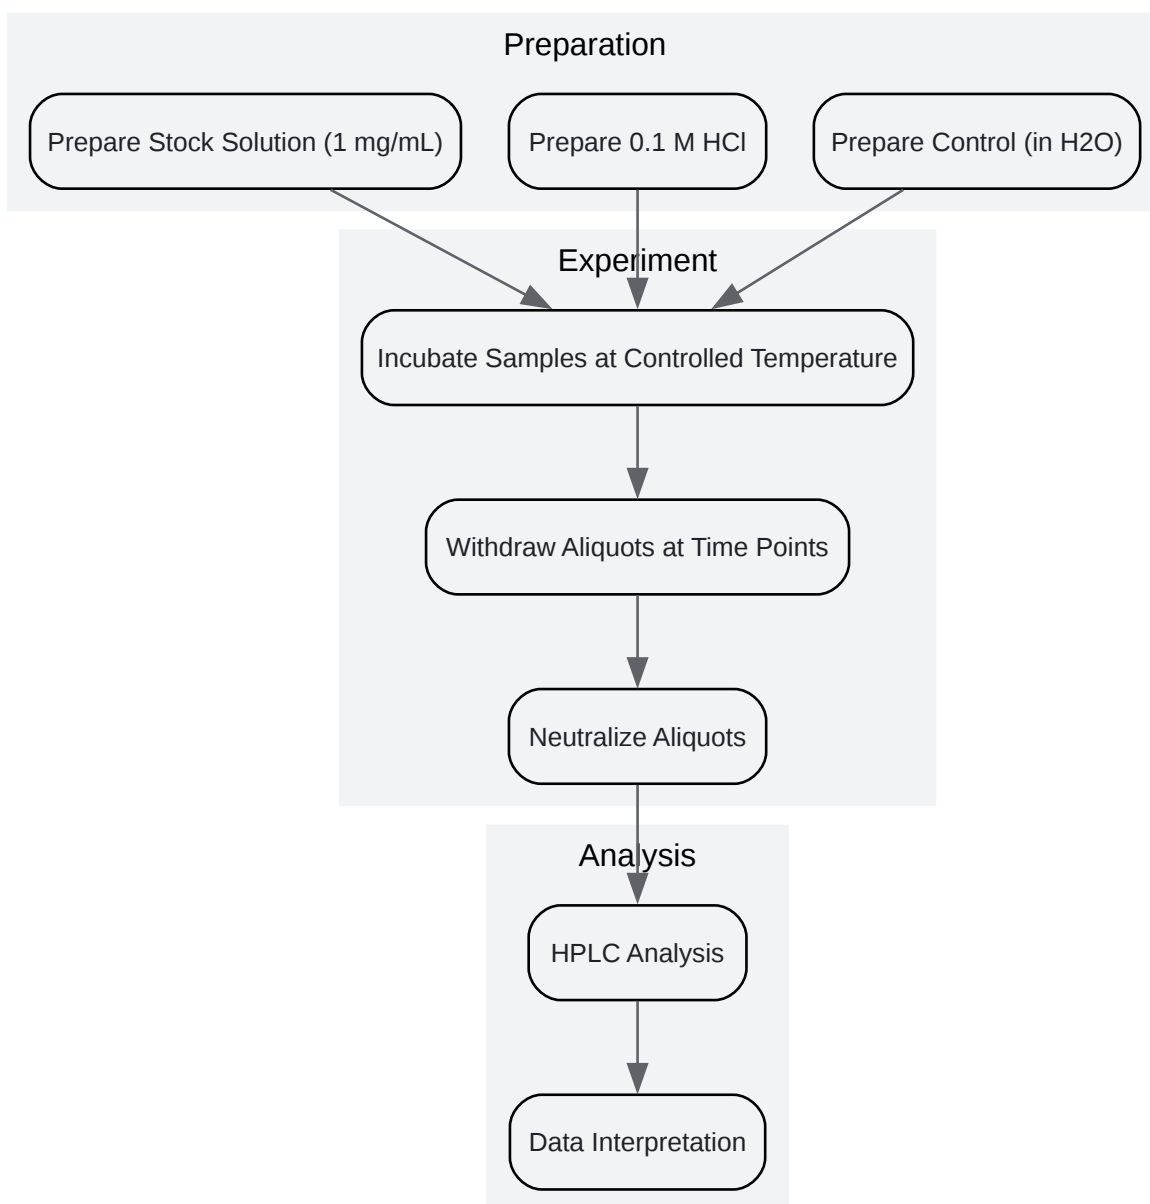 Preparation
Prepare Stock Solution (1 mg/mL)
Prepare 0.1 M HCl
Prepare Control (in H2O)
Experiment
Incubate Samples at Controlled Temperature
Withdraw Aliquots at Time Points
Neutralize Aliquots
Analysis
HPLC Analysis
Data Interpretation